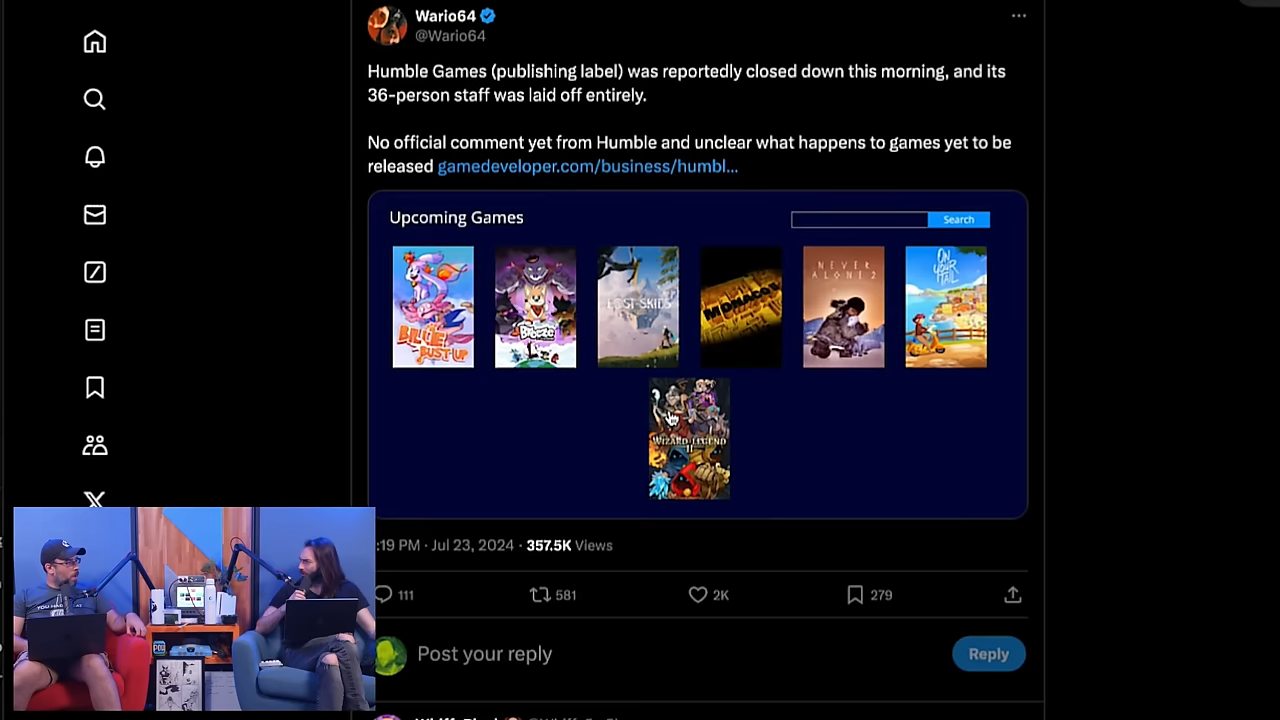 Wario64
@Wario64
Humble Games (publishing label) was reportedly closed down this morning, and its
36-person staff was laid off entirely.
No official comment yet from Humble and unclear what happens to games yet to be
released gamedeveloper.com/business/humbl...
Upcoming Games
Search
BILLIE
BUST UP
Breeze
LOST SKIES
MONACO
NEVER
ALONE 2
ON
YOUR
TAIL
WIZARD LEGEND
II
:19 PM · Jul 23, 2024 · 357.5K Views
111
581
2K
279
Post your reply
Reply